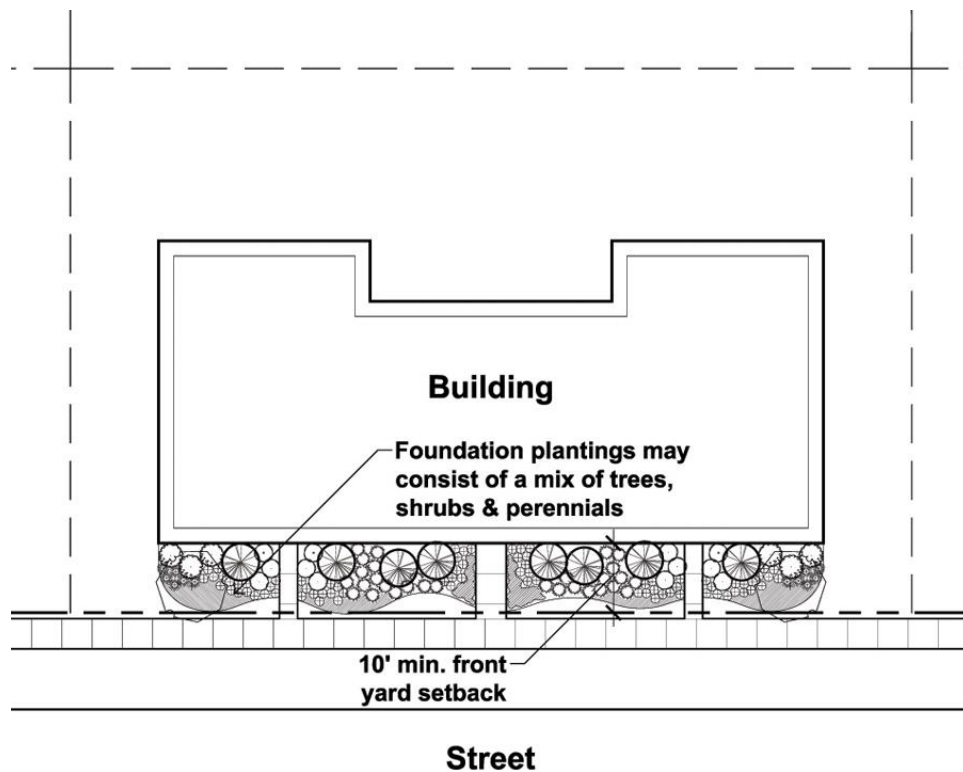 Building
Foundation plantings may
consist of a mix of trees,
shrubs & perennials
10' min. front
yard setback
Street